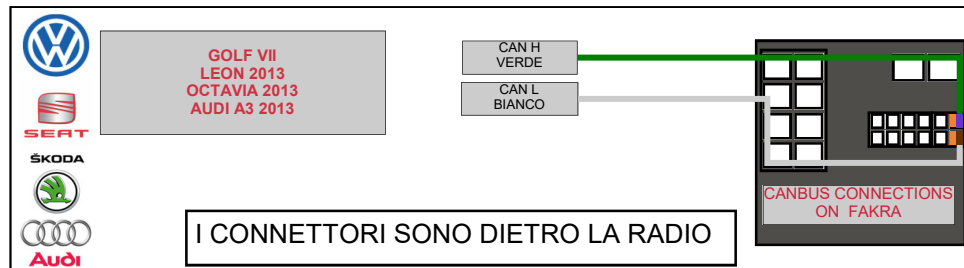 GOLF VII
LEON 2013
OCTAVIA 2013
AUDI A3 2013
CAN H
VERDE
CAN L
BIANCO
SEAT
ŠKODA
Audi
CANBUS CONNECTIONS
ON FAKRA
I CONNETTORI SONO DIETRO LA RADIO